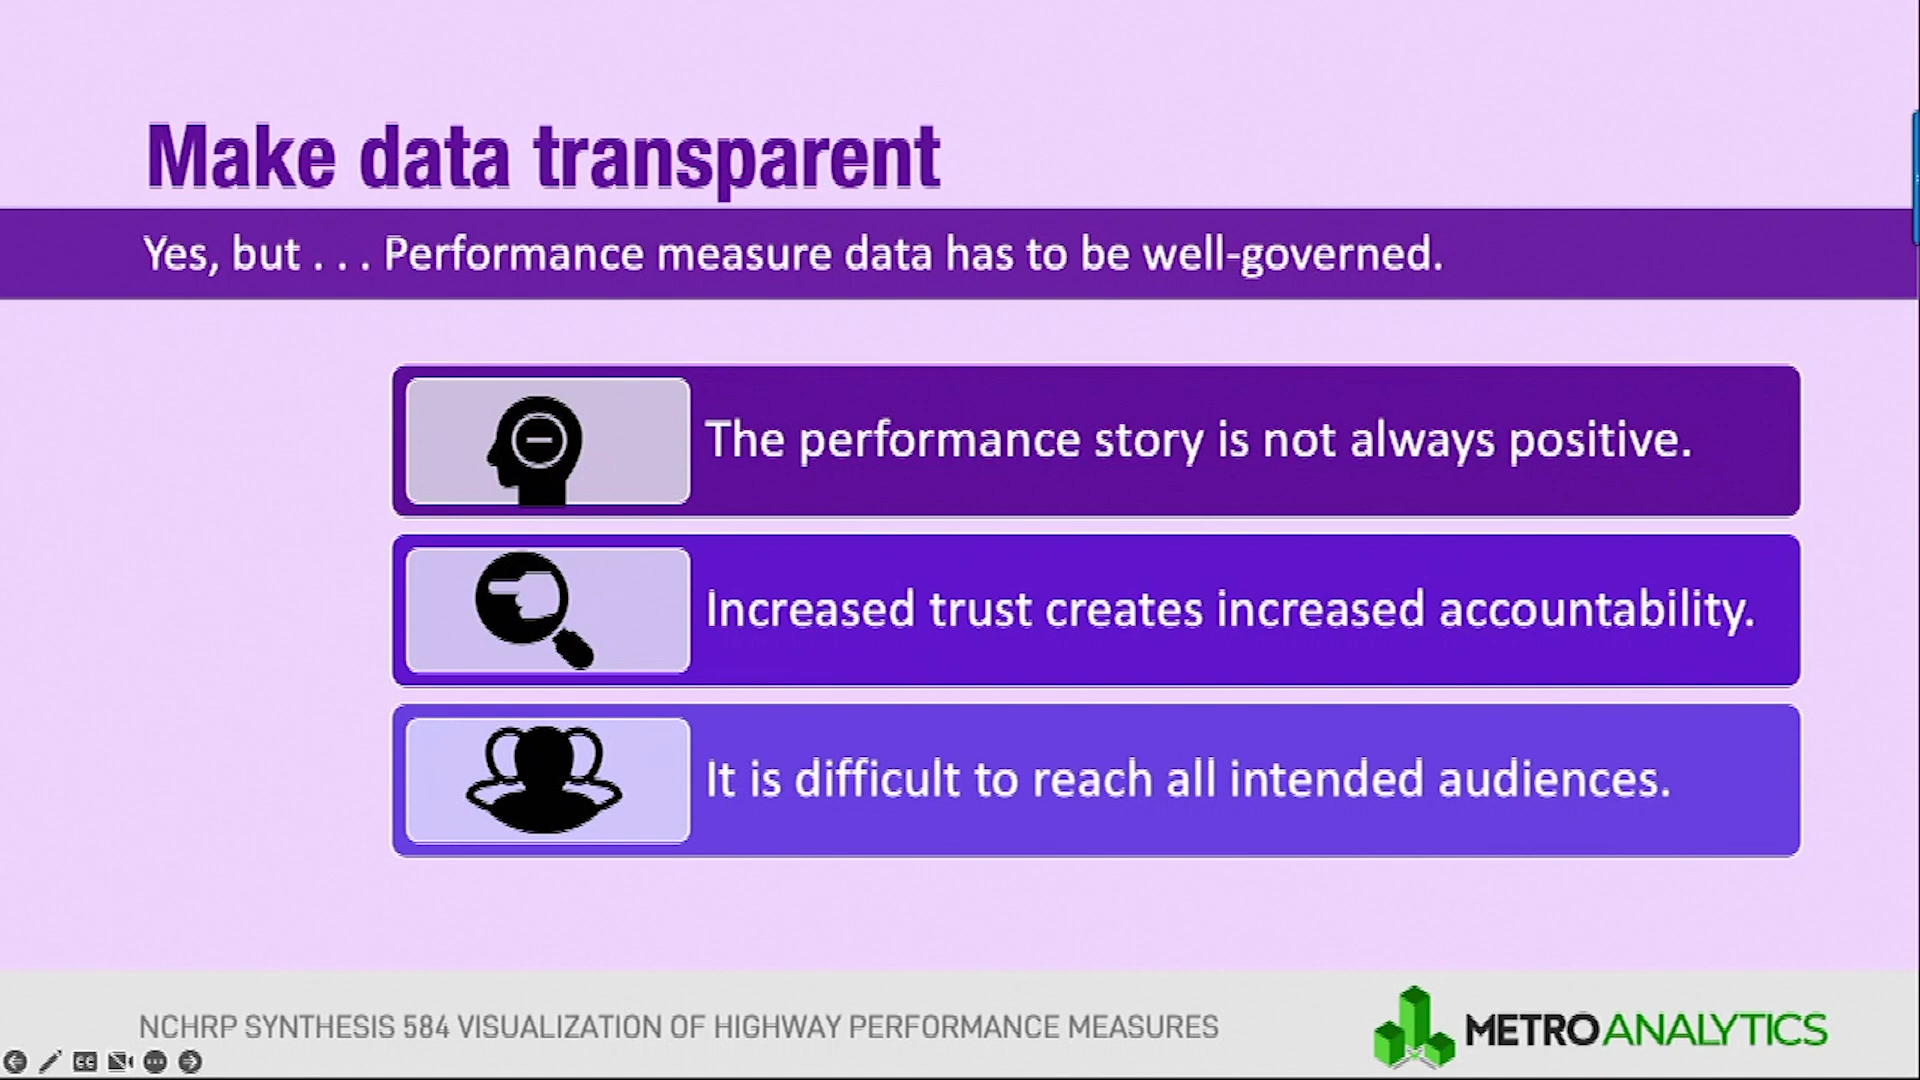 Make data transparent
Yes, but . . . Performance measure data has to be well-governed.
The performance story is not always positive.
Increased trust creates increased accountability.
It is difficult to reach all intended audiences.
NCHRP SYNTHESIS 584 VISUALIZATION OF HIGHWAY PERFORMANCE MEASURES
METROANALYTICS
CC